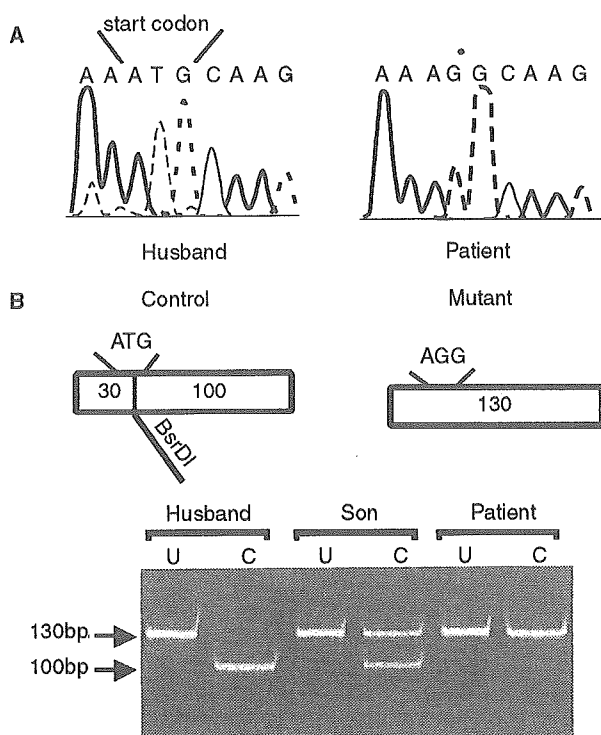 A
start codon
A A A T G C A A G
A A A G G C A A G
Husband
Patient
B
Control
Mutant
ATG
AGG
30
100
130
BsrDI
Husband
Son
Patient
U C U C U C
130bp
100bp